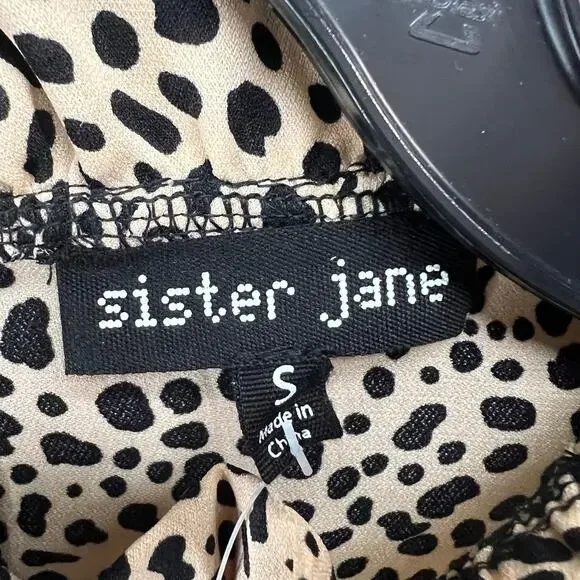 sister jane
S
Made in
China